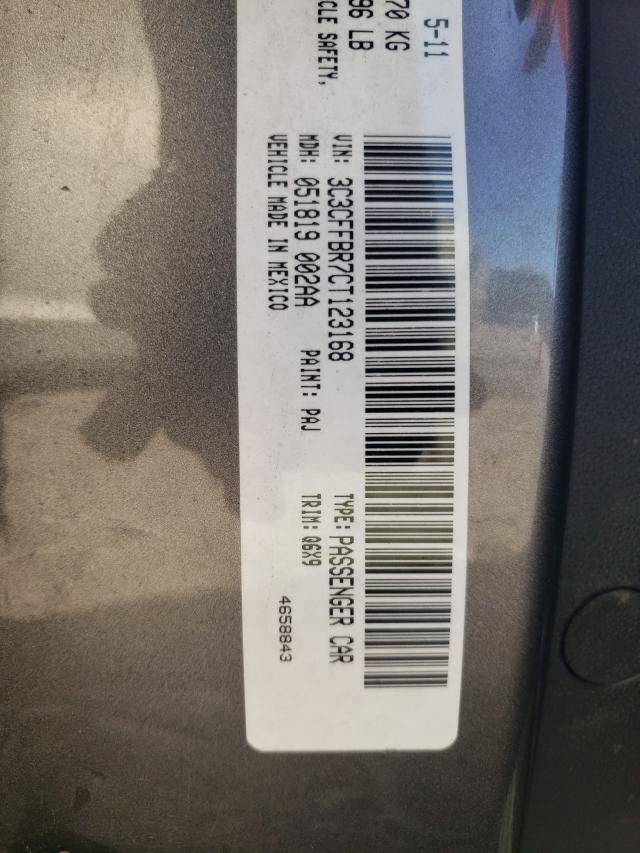 5-11
70 KG
96 LB
CLE SAFETY,
VIN: 3C3CFFBR7CT123168
TYPE: PASSENGER CAR
MDH: 051819 002AA
PAINT: PAJ
TRIM: Q6X9
VEHICLE MADE IN MEXICO
4658843